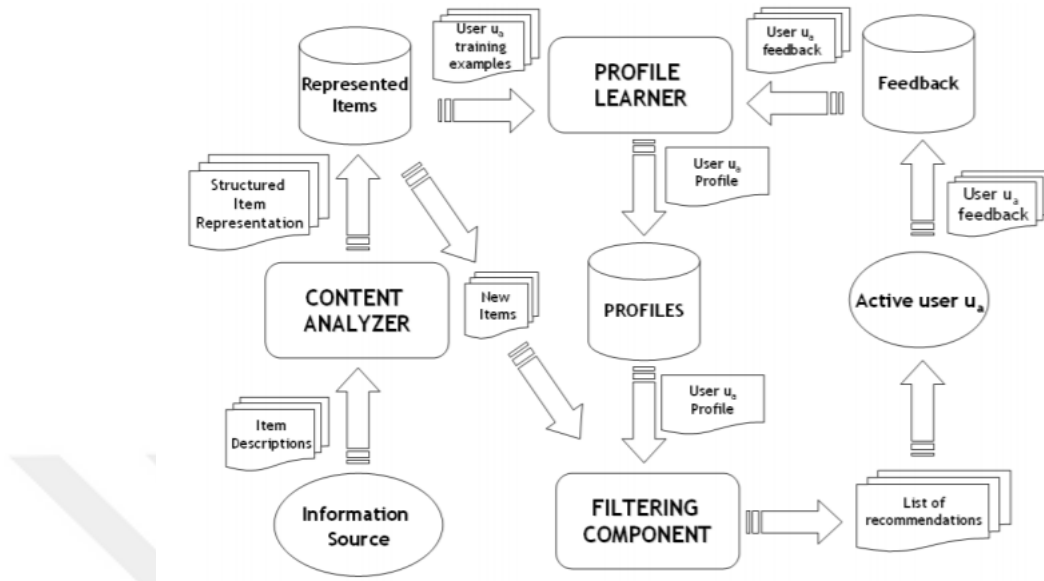 User uₐ
training
examples
User uₐ
feedback
Represented
Items
PROFILE
LEARNER
Feedback
Structured
Item
Representation
User uₐ
Profile
User uₐ
feedback
CONTENT
ANALYZER
New
Items
PROFILES
Active user uₐ
Item
Descriptions
User uₐ
Profile
Information
Source
FILTERING
COMPONENT
List of
recommendations